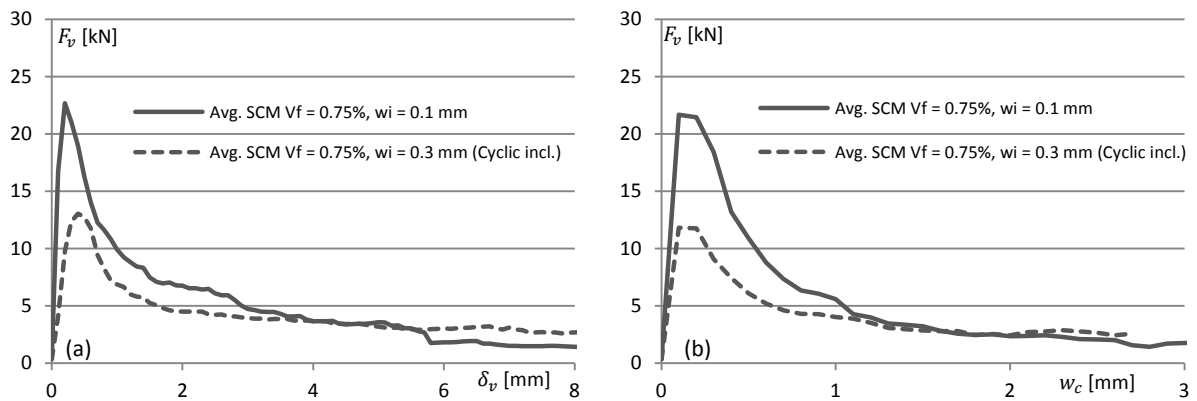 F_v [kN]
30
25
20
15
10
5
0
Avg. SCM Vf = 0.75%, wi = 0.1 mm
Avg. SCM Vf = 0.75%, wi = 0.3 mm (Cyclic incl.)
(a)
δ_v [mm]
0 2 4 6 8
F_v [kN]
30
25
20
15
10
5
0
Avg. SCM Vf = 0.75%, wi = 0.1 mm
Avg. SCM Vf = 0.75%, wi = 0.3 mm (Cyclic incl.)
(b)
w_c [mm]
0 1 2 3